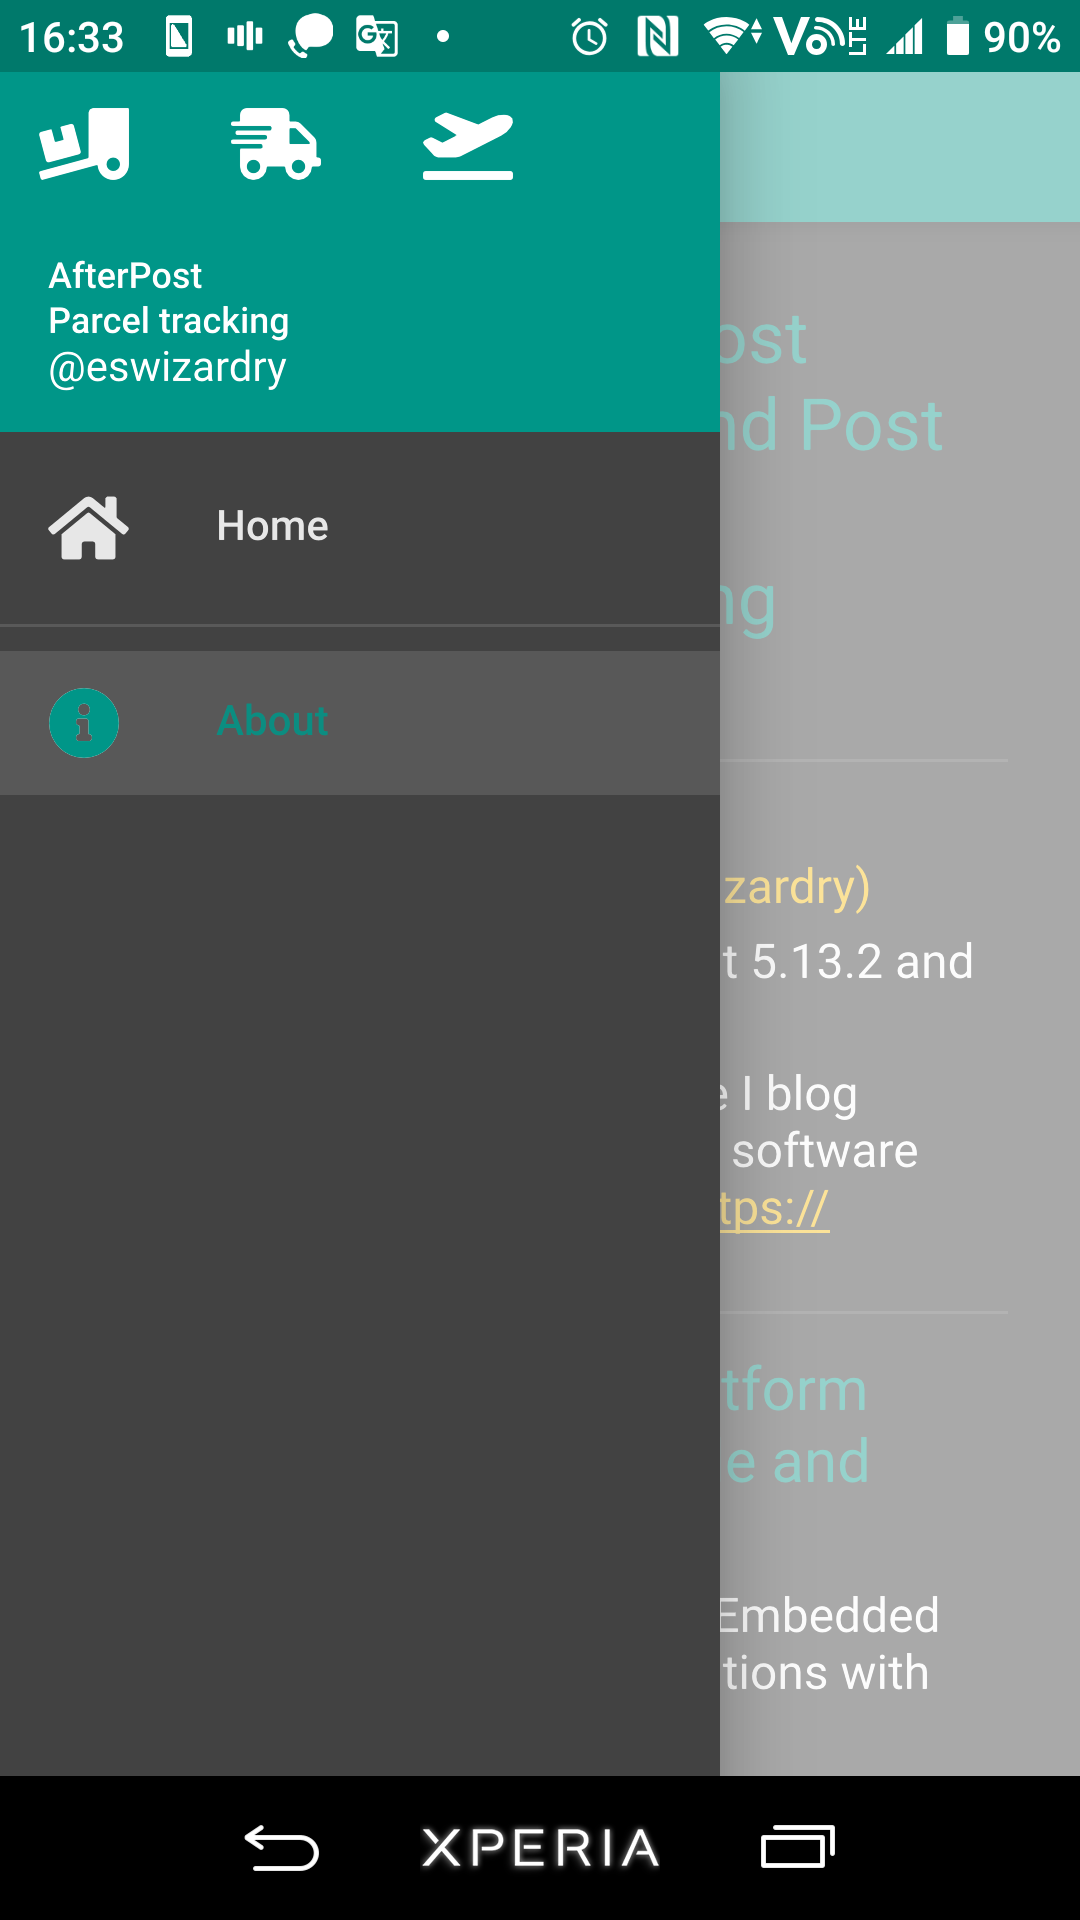 16:33
VoLTE
90%
AfterPost
Parcel tracking
@eswizardry
Home
About
ost
nd Post
ng
zardry)
t 5.13.2 and
e I blog
software
tps://
tform
e and
Embedded
tions with
XPERIA